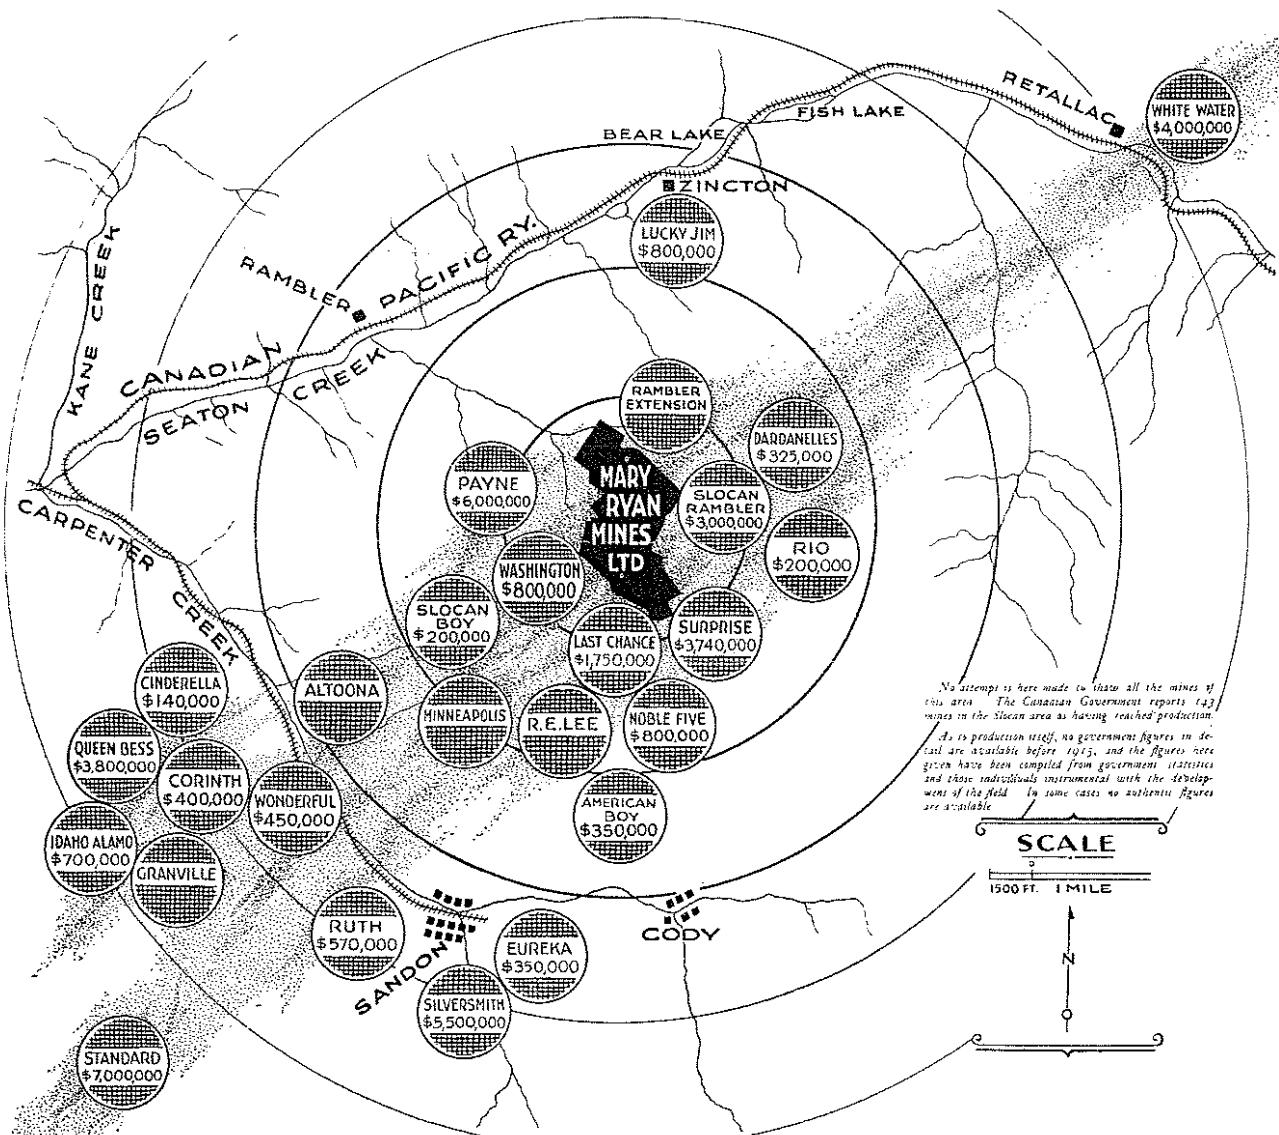 RETALLAC
WHITE WATER
$4,000,000
FISH LAKE
BEAR LAKE
ZINCTON
LUCKY JIM
$800,000
KANE CREEK
RAMBLER
CANADIAN PACIFIC RY.
SEATON CREEK
CARPENTER CREEK
RAMBLER
EXTENSION
DARDANELLES
$325,000
PAYNE
$6,000,000
MARY
RYAN
MINES
LTD
SLOCAN
RAMBLER
$3,000,000
RIO
$200,000
WASHINGTON
$800,000
SLOCAN
BOY
$200,000
LAST CHANCE
$1,750,000
SURPRISE
$3,740,000
CINDERELLA
$140,000
ALTOONA
MINNEAPOLIS
R.E.LEE
NOBLE FIVE
$800,000
QUEEN BESS
$3,800,000
CORINTH
$400,000
WONDERFUL
$450,000
AMERICAN
BOY
$350,000
IDAHO ALAMO
$700,000
GRANVILLE
RUTH
$570,000
SANDON
CODY
EUREKA
$350,000
SILVERSMITH
$5,500,000
STANDARD
$7,000,000
No attempt is here made to show all the mines of
this area The Canadian Government reports 143
mines in the Slocan area as having reached production.
As to production itself, no government figures in de-
tail are available before 1915, and the figures here
given have been compiled from government statistics
and those individuals instrumental with the develop-
ment of the field In some cases no authentic figures
are available
SCALE
1500 FT. 1 MILE
N